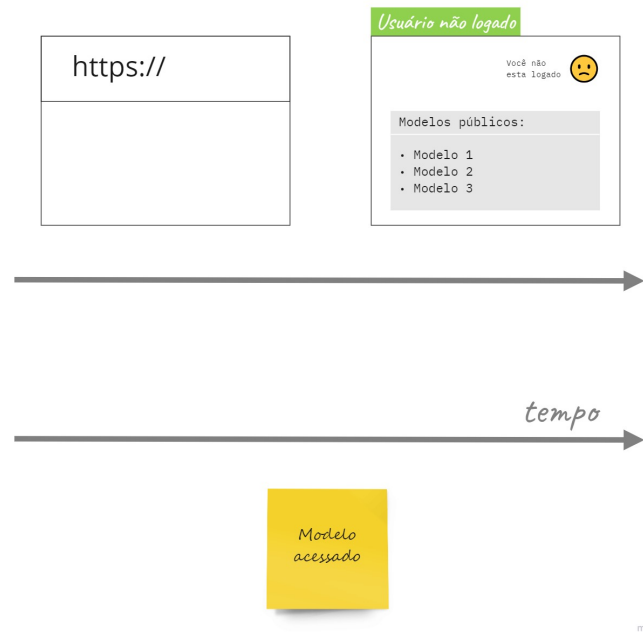 Usuário não logado
https://
Você não
esta logado
Modelos públicos:
• Modelo 1
• Modelo 2
• Modelo 3
tempo
Modelo
acessado